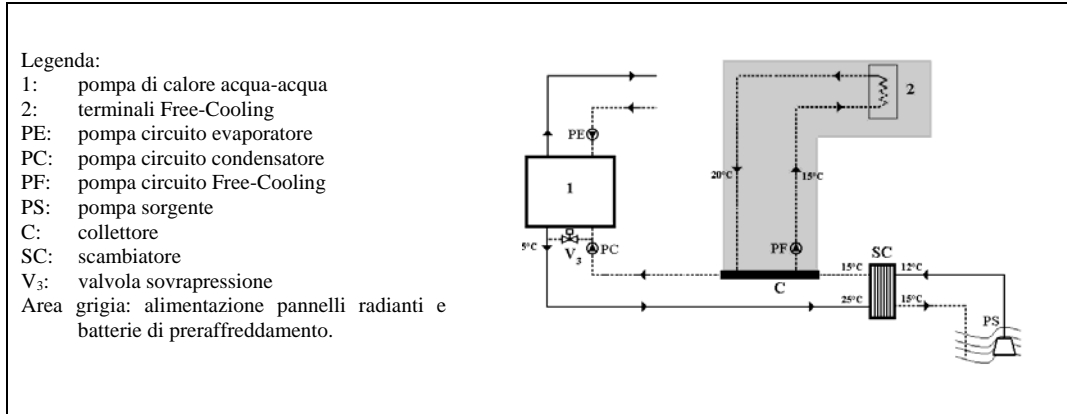 Legenda:
1: pompa di calore acqua-acqua
2: terminali Free-Cooling
PE: pompa circuito evaporatore
PC: pompa circuito condensatore
PF: pompa circuito Free-Cooling
PS: pompa sorgente
C: collettore
SC: scambiatore
V3: valvola sovrapressione
Area grigia: alimentazione pannelli radianti e
batterie di preraffreddamento.
2
PE
1
20°C
15°C
5°C
V3
PC
PF
SC
15°C
12°C
C
25°C
15°C
PS